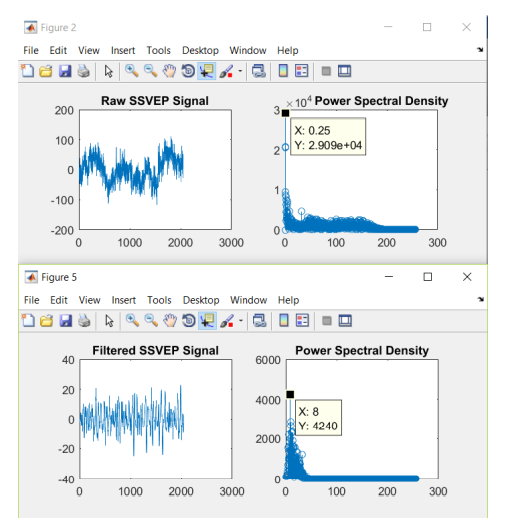 Figure 2
File Edit View Insert Tools Desktop Window Help
Raw SSVEP Signal
200
100
0
-100
-200
0 1000 2000 3000
×10⁴ Power Spectral Density
3
2
1
0
X: 0.25
Y: 2.909e+04
0 100 200 300
Figure 5
File Edit View Insert Tools Desktop Window Help
Filtered SSVEP Signal
40
20
0
-20
-40
0 1000 2000 3000
Power Spectral Density
6000
4000
2000
0
X: 8
Y: 4240
0 100 200 300